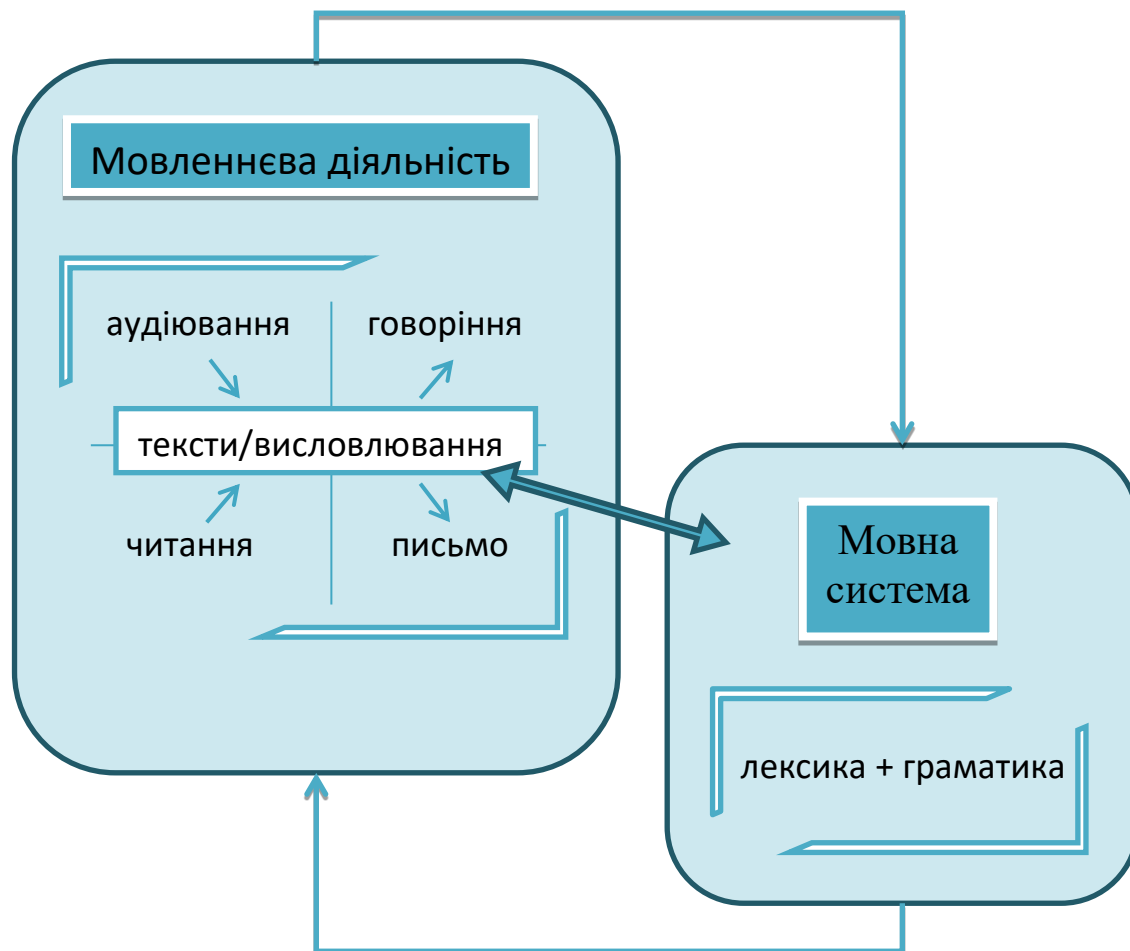 Мовленнєва діяльність
аудіювання говоріння
тексти/висловлювання
читання письмо
Мовна
система
лексика + граматика